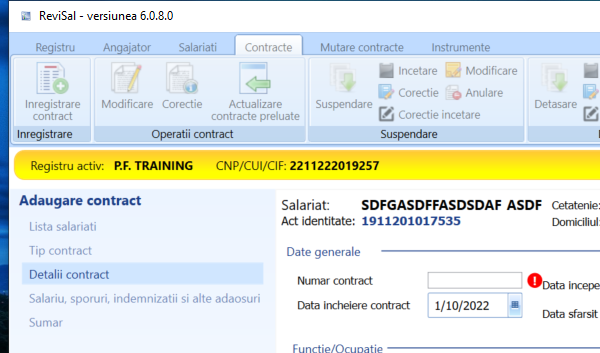 ReviSal - versiunea 6.0.8.0
Registru Angajator Salariati Contracte Mutare contracte Instrumente
Inregistrare contract
Modificare Corectie Actualizare contracte preluate
Suspendare
Incetare Modificare
Corectie Anulare
Corectie incetare
Detasare
Inregistrare Operatii contract Suspendare
Registru activ: P.F. TRAINING CNP/CUI/CIF: 2211222019257
Adaugare contract
Lista salariati
Tip contract
Detalii contract
Salariu, sporuri, indemnizatii si alte adaosuri
Sumar
Salariat: SDFGASDFFASDSDAF ASDF Cetatenie:
Act identitate: 1911201017535 Domiciliul:
Date generale
Numar contract Data incepe
Data incheiere contract 1/10/2022 Data sfarsit
Functie/Ocupatie